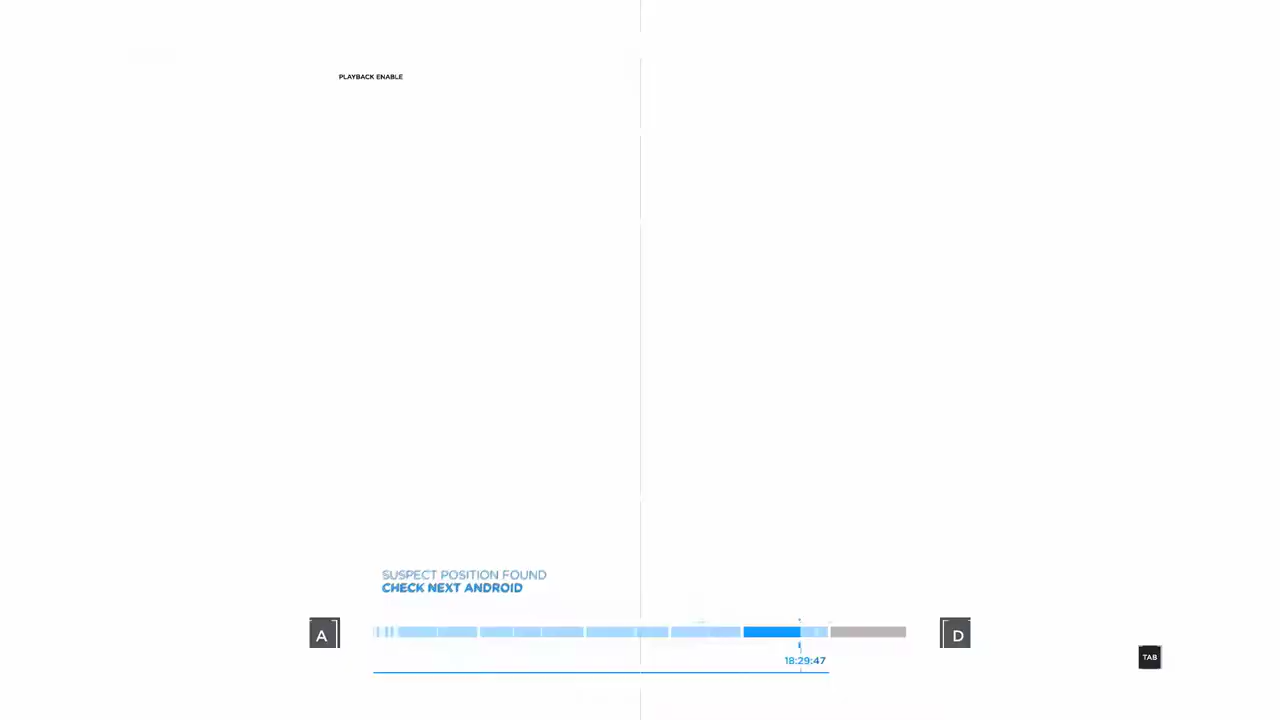 PLAYBACK ENABLE
SUSPECT POSITION FOUND
CHECK NEXT ANDROID
A
D
18:29:47
TAB